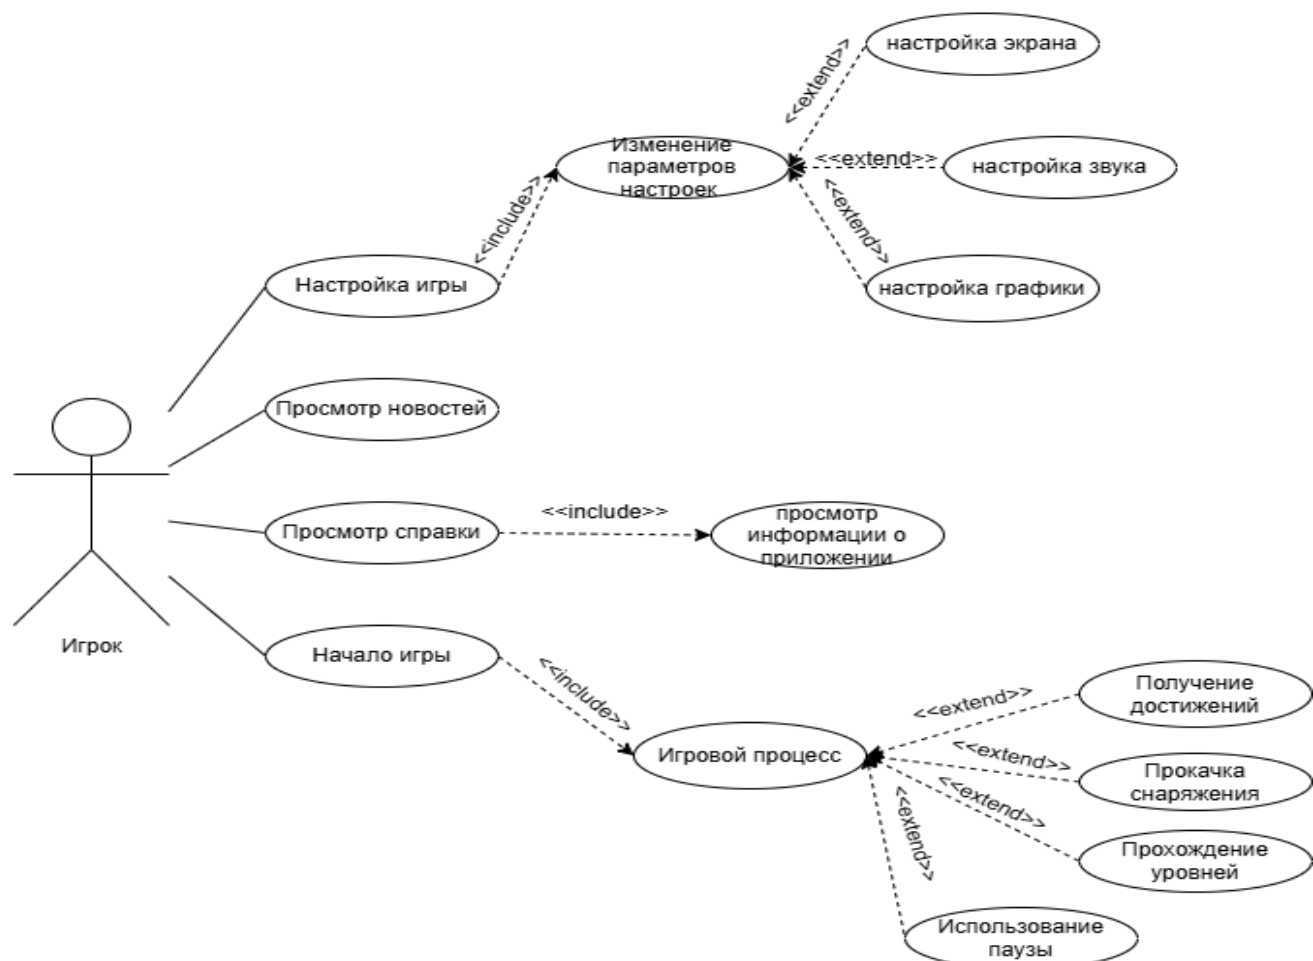 настройка экрана
<<extend>>
Изменение
параметров
настроек
<<extend>>
настройка звука
<<include>>
<<extend>>
Настройка игры
настройка графики
Просмотр новостей
Просмотр справки
<<include>>
просмотр
информации о
приложении
Игрок
Начало игры
<<include>>
Игровой процесс
<<extend>>
Получение
достижений
<<extend>>
Прокачка
снаряжения
<<extend>>
Прохождение
уровней
<<extend>>
Использование
паузы